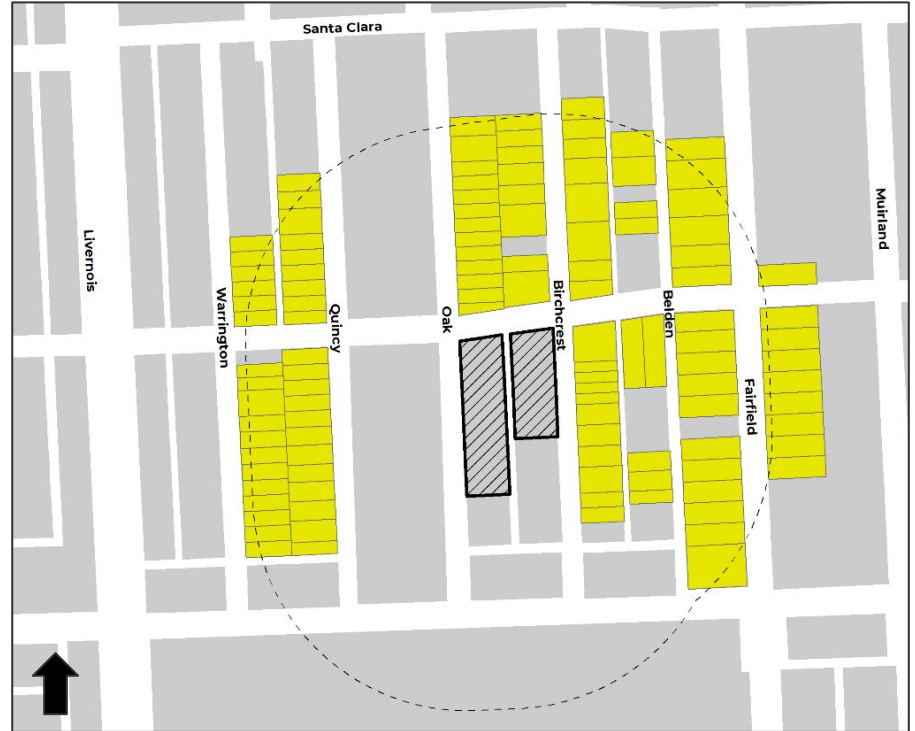 Santa Clara
Livernois
Warrington
Quincy
Oak
Birchcrest
Belden
Fairfield
Muirland